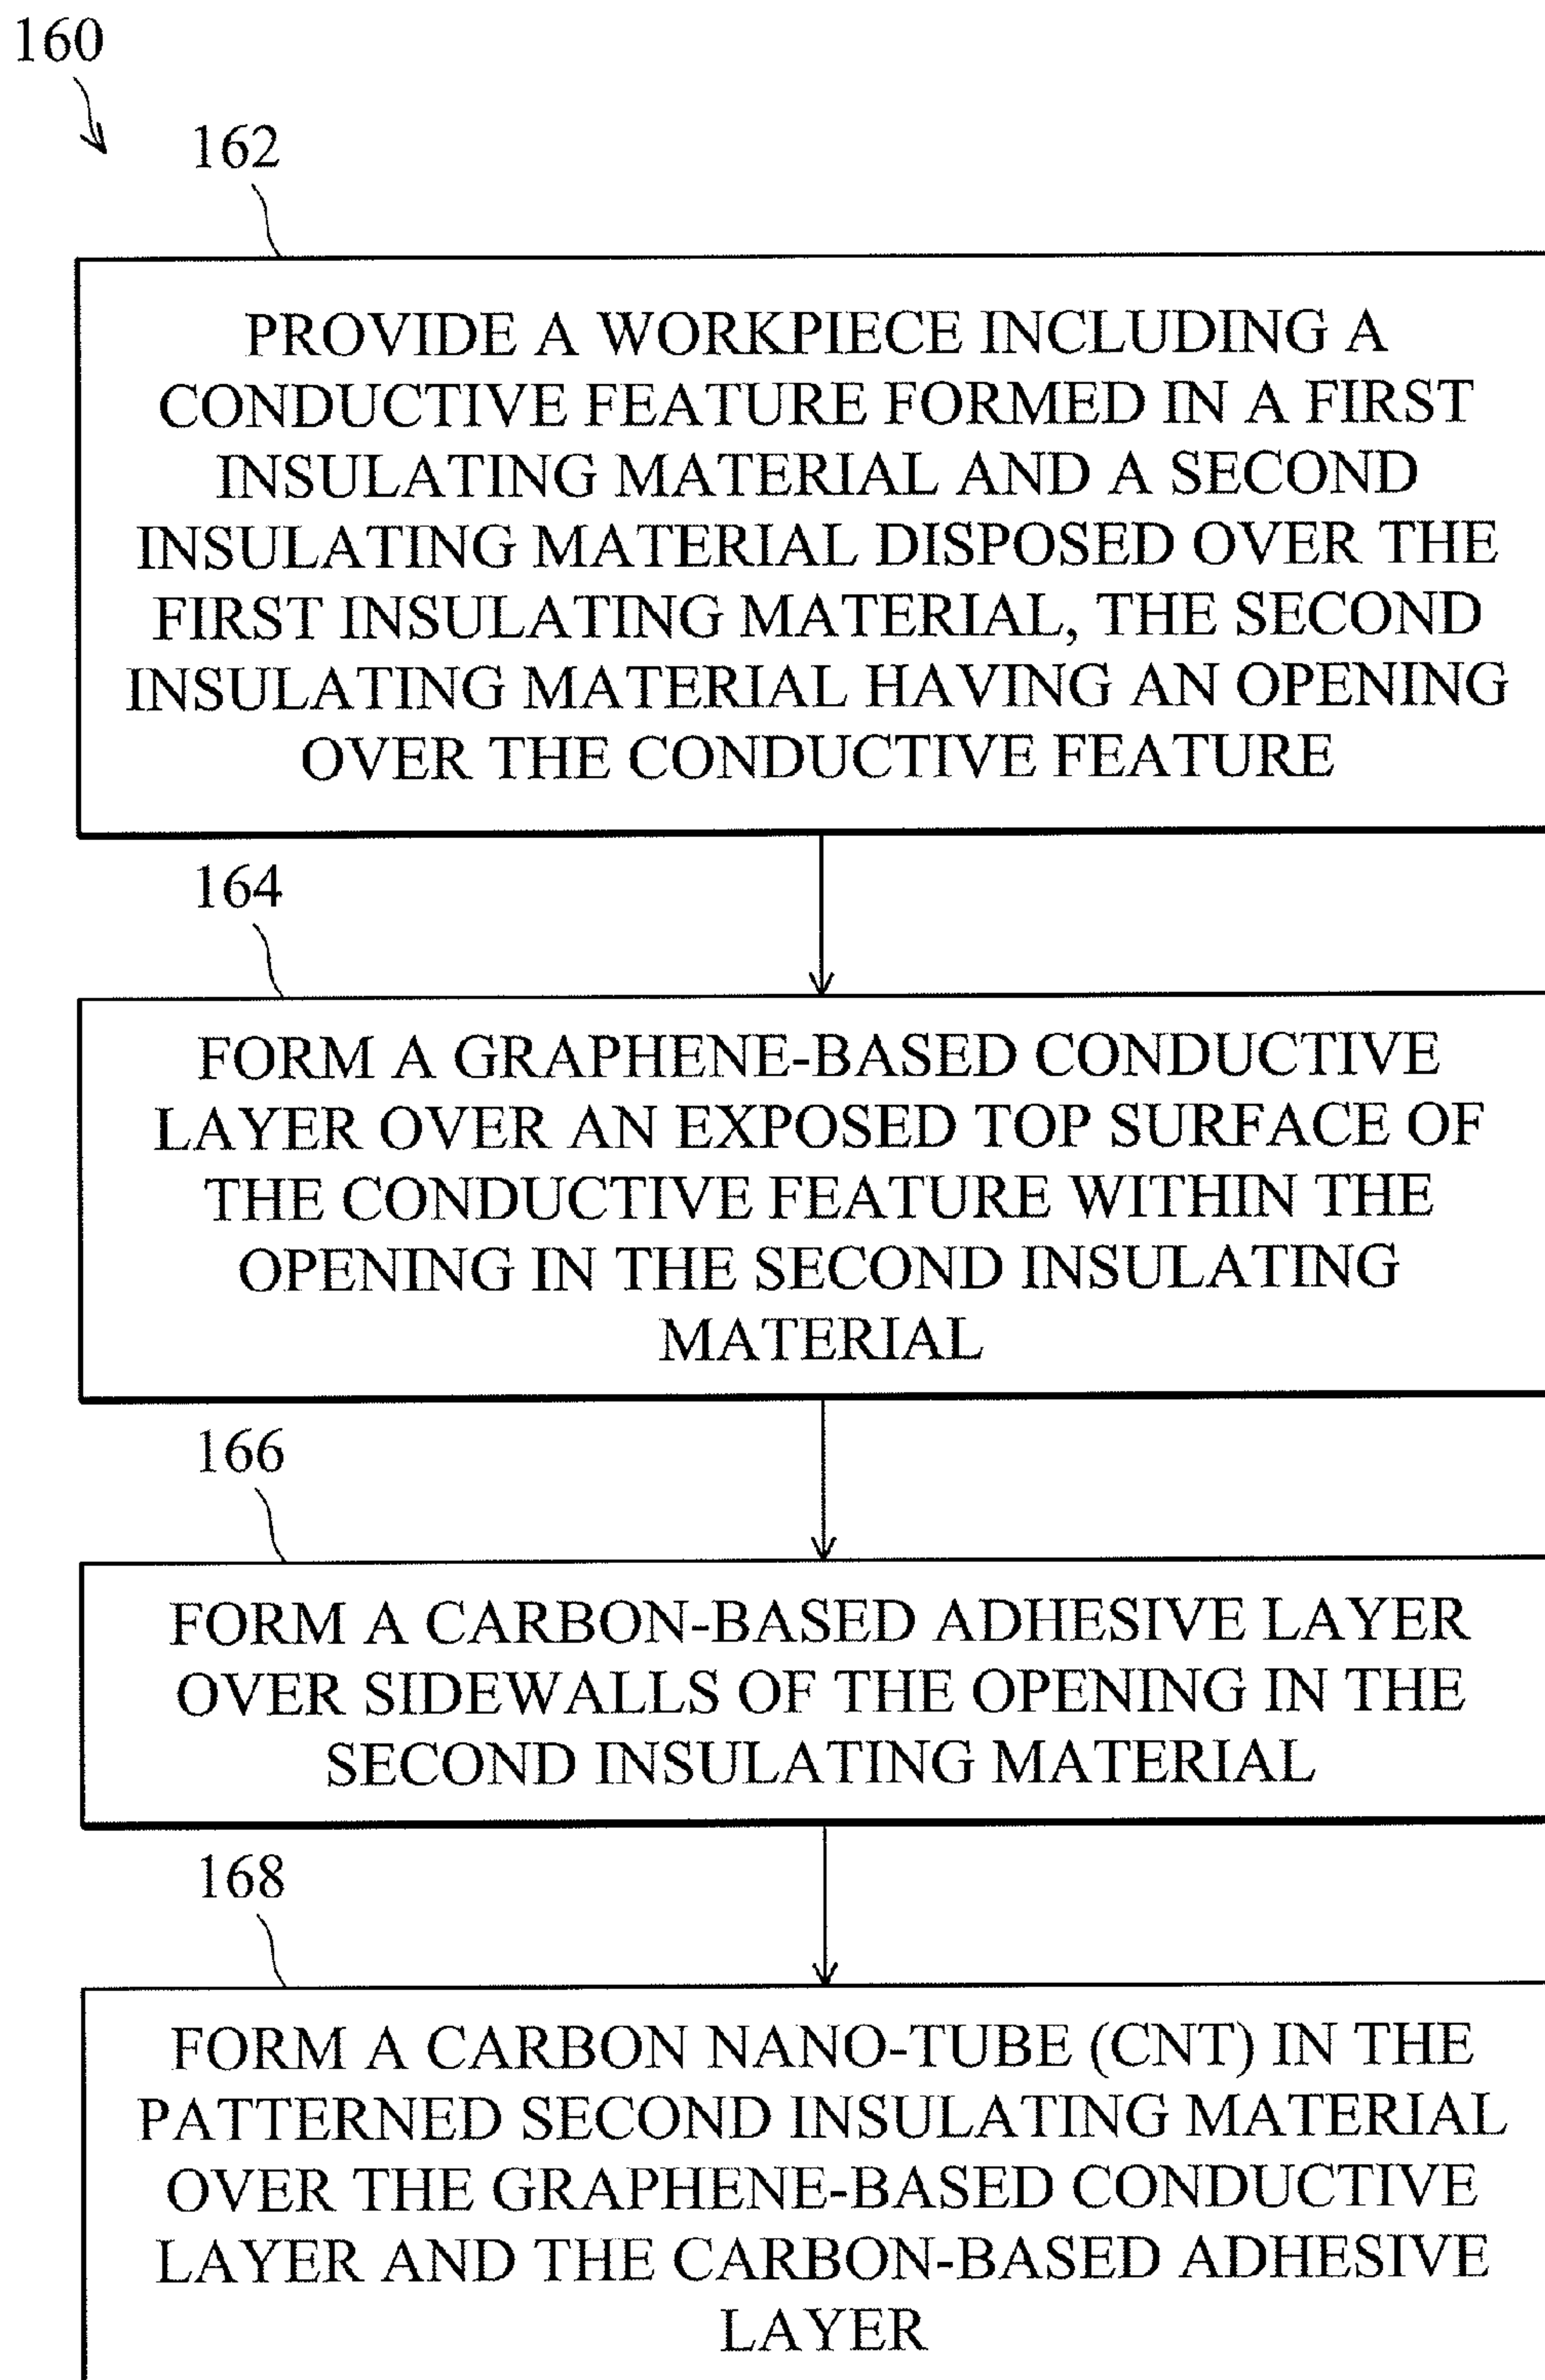 160
162
PROVIDE A WORKPIECE INCLUDING A
CONDUCTIVE FEATURE FORMED IN A FIRST
INSULATING MATERIAL AND A SECOND
INSULATING MATERIAL DISPOSED OVER THE
FIRST INSULATING MATERIAL, THE SECOND
INSULATING MATERIAL HAVING AN OPENING
OVER THE CONDUCTIVE FEATURE
164
FORM A GRAPHENE-BASED CONDUCTIVE
LAYER OVER AN EXPOSED TOP SURFACE OF
THE CONDUCTIVE FEATURE WITHIN THE
OPENING IN THE SECOND INSULATING
MATERIAL
166
FORM A CARBON-BASED ADHESIVE LAYER
OVER SIDEWALLS OF THE OPENING IN THE
SECOND INSULATING MATERIAL
168
FORM A CARBON NANO-TUBE (CNT) IN THE
PATTERNED SECOND INSULATING MATERIAL
OVER THE GRAPHENE-BASED CONDUCTIVE
LAYER AND THE CARBON-BASED ADHESIVE
LAYER